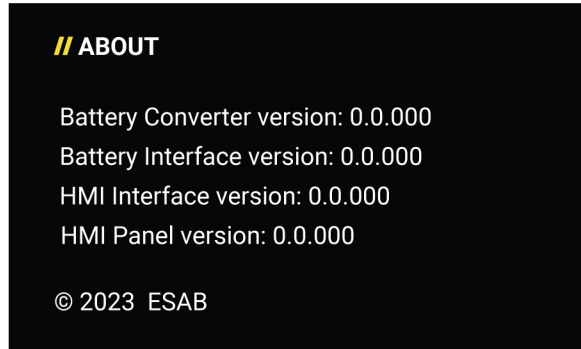 // ABOUT
Battery Converter version: 0.0.000
Battery Interface version: 0.0.000
HMI Interface version: 0.0.000
HMI Panel version: 0.0.000
© 2023 ESAB